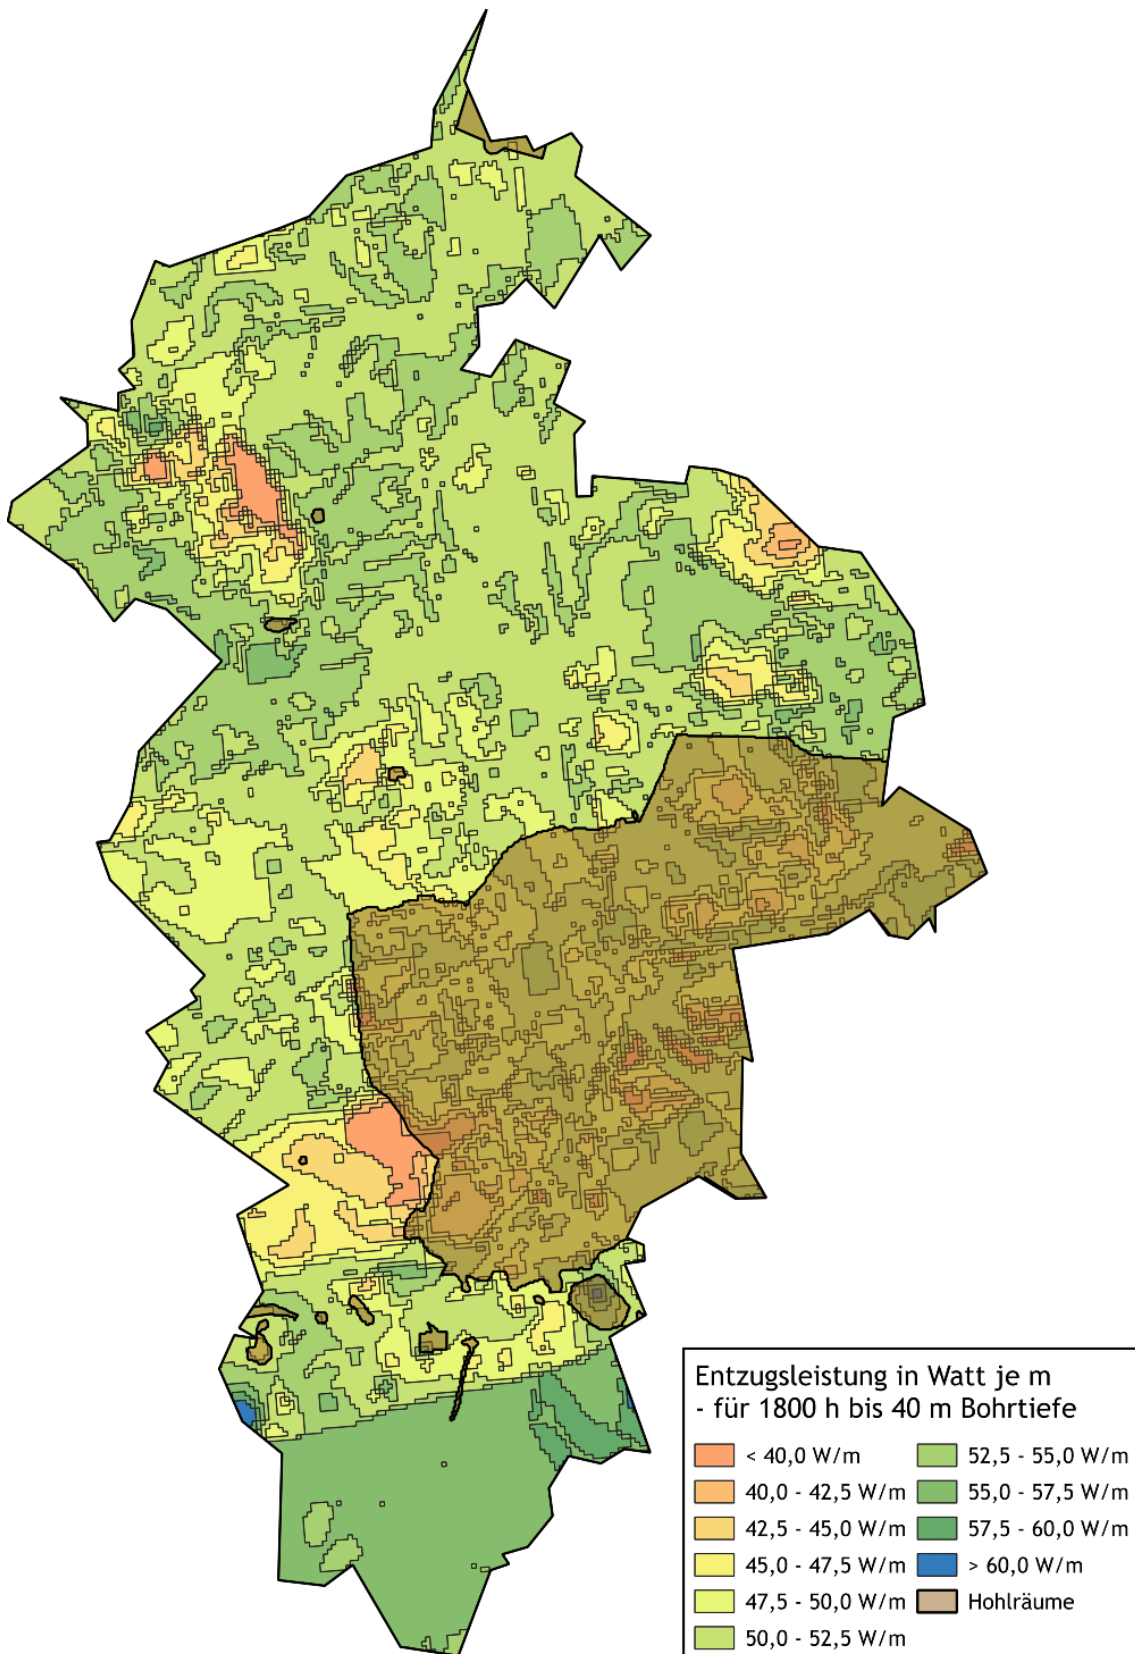 Entzugsleistung in Watt je m
- für 1800 h bis 40 m Bohrtiefe
< 40,0 W/m
40,0 - 42,5 W/m
42,5 - 45,0 W/m
45,0 - 47,5 W/m
47,5 - 50,0 W/m
50,0 - 52,5 W/m
52,5 - 55,0 W/m
55,0 - 57,5 W/m
57,5 - 60,0 W/m
> 60,0 W/m
Hohlräume